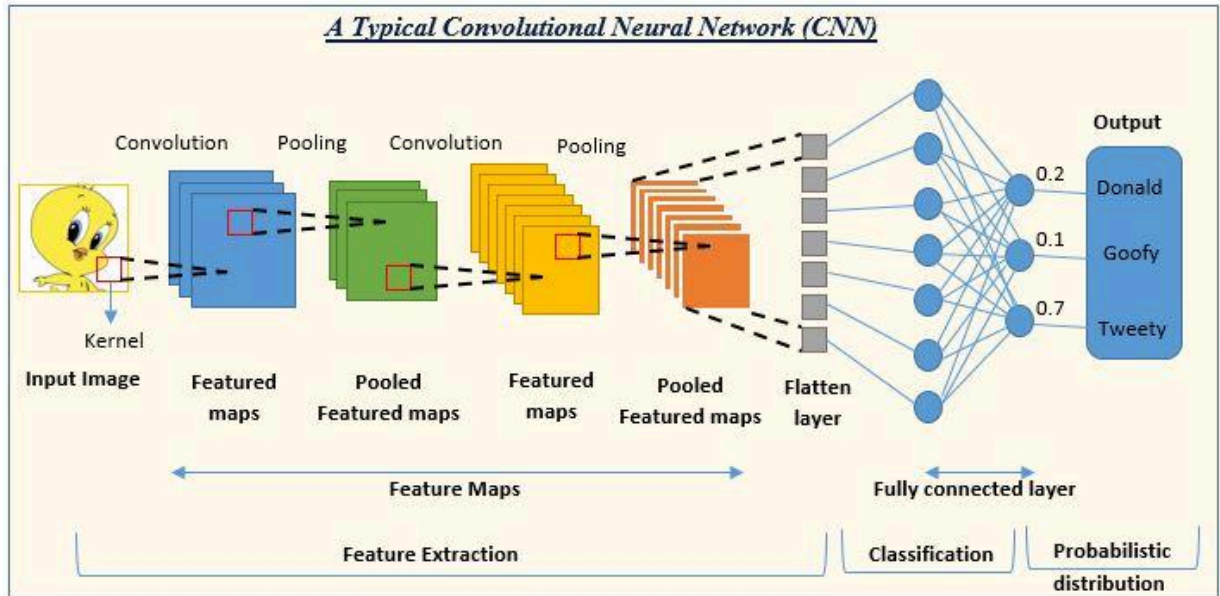 A Typical Convolutional Neural Network (CNN)
Convolution
Pooling
Convolution
Pooling
Output
0.2
Donald
0.1
Goofy
0.7
Tweety
Kernel
Input Image
Featured
maps
Pooled
Featured maps
Featured
maps
Pooled
Featured maps
Flatten
layer
Feature Maps
Fully connected layer
Feature Extraction
Classification
Probabilistic
distribution